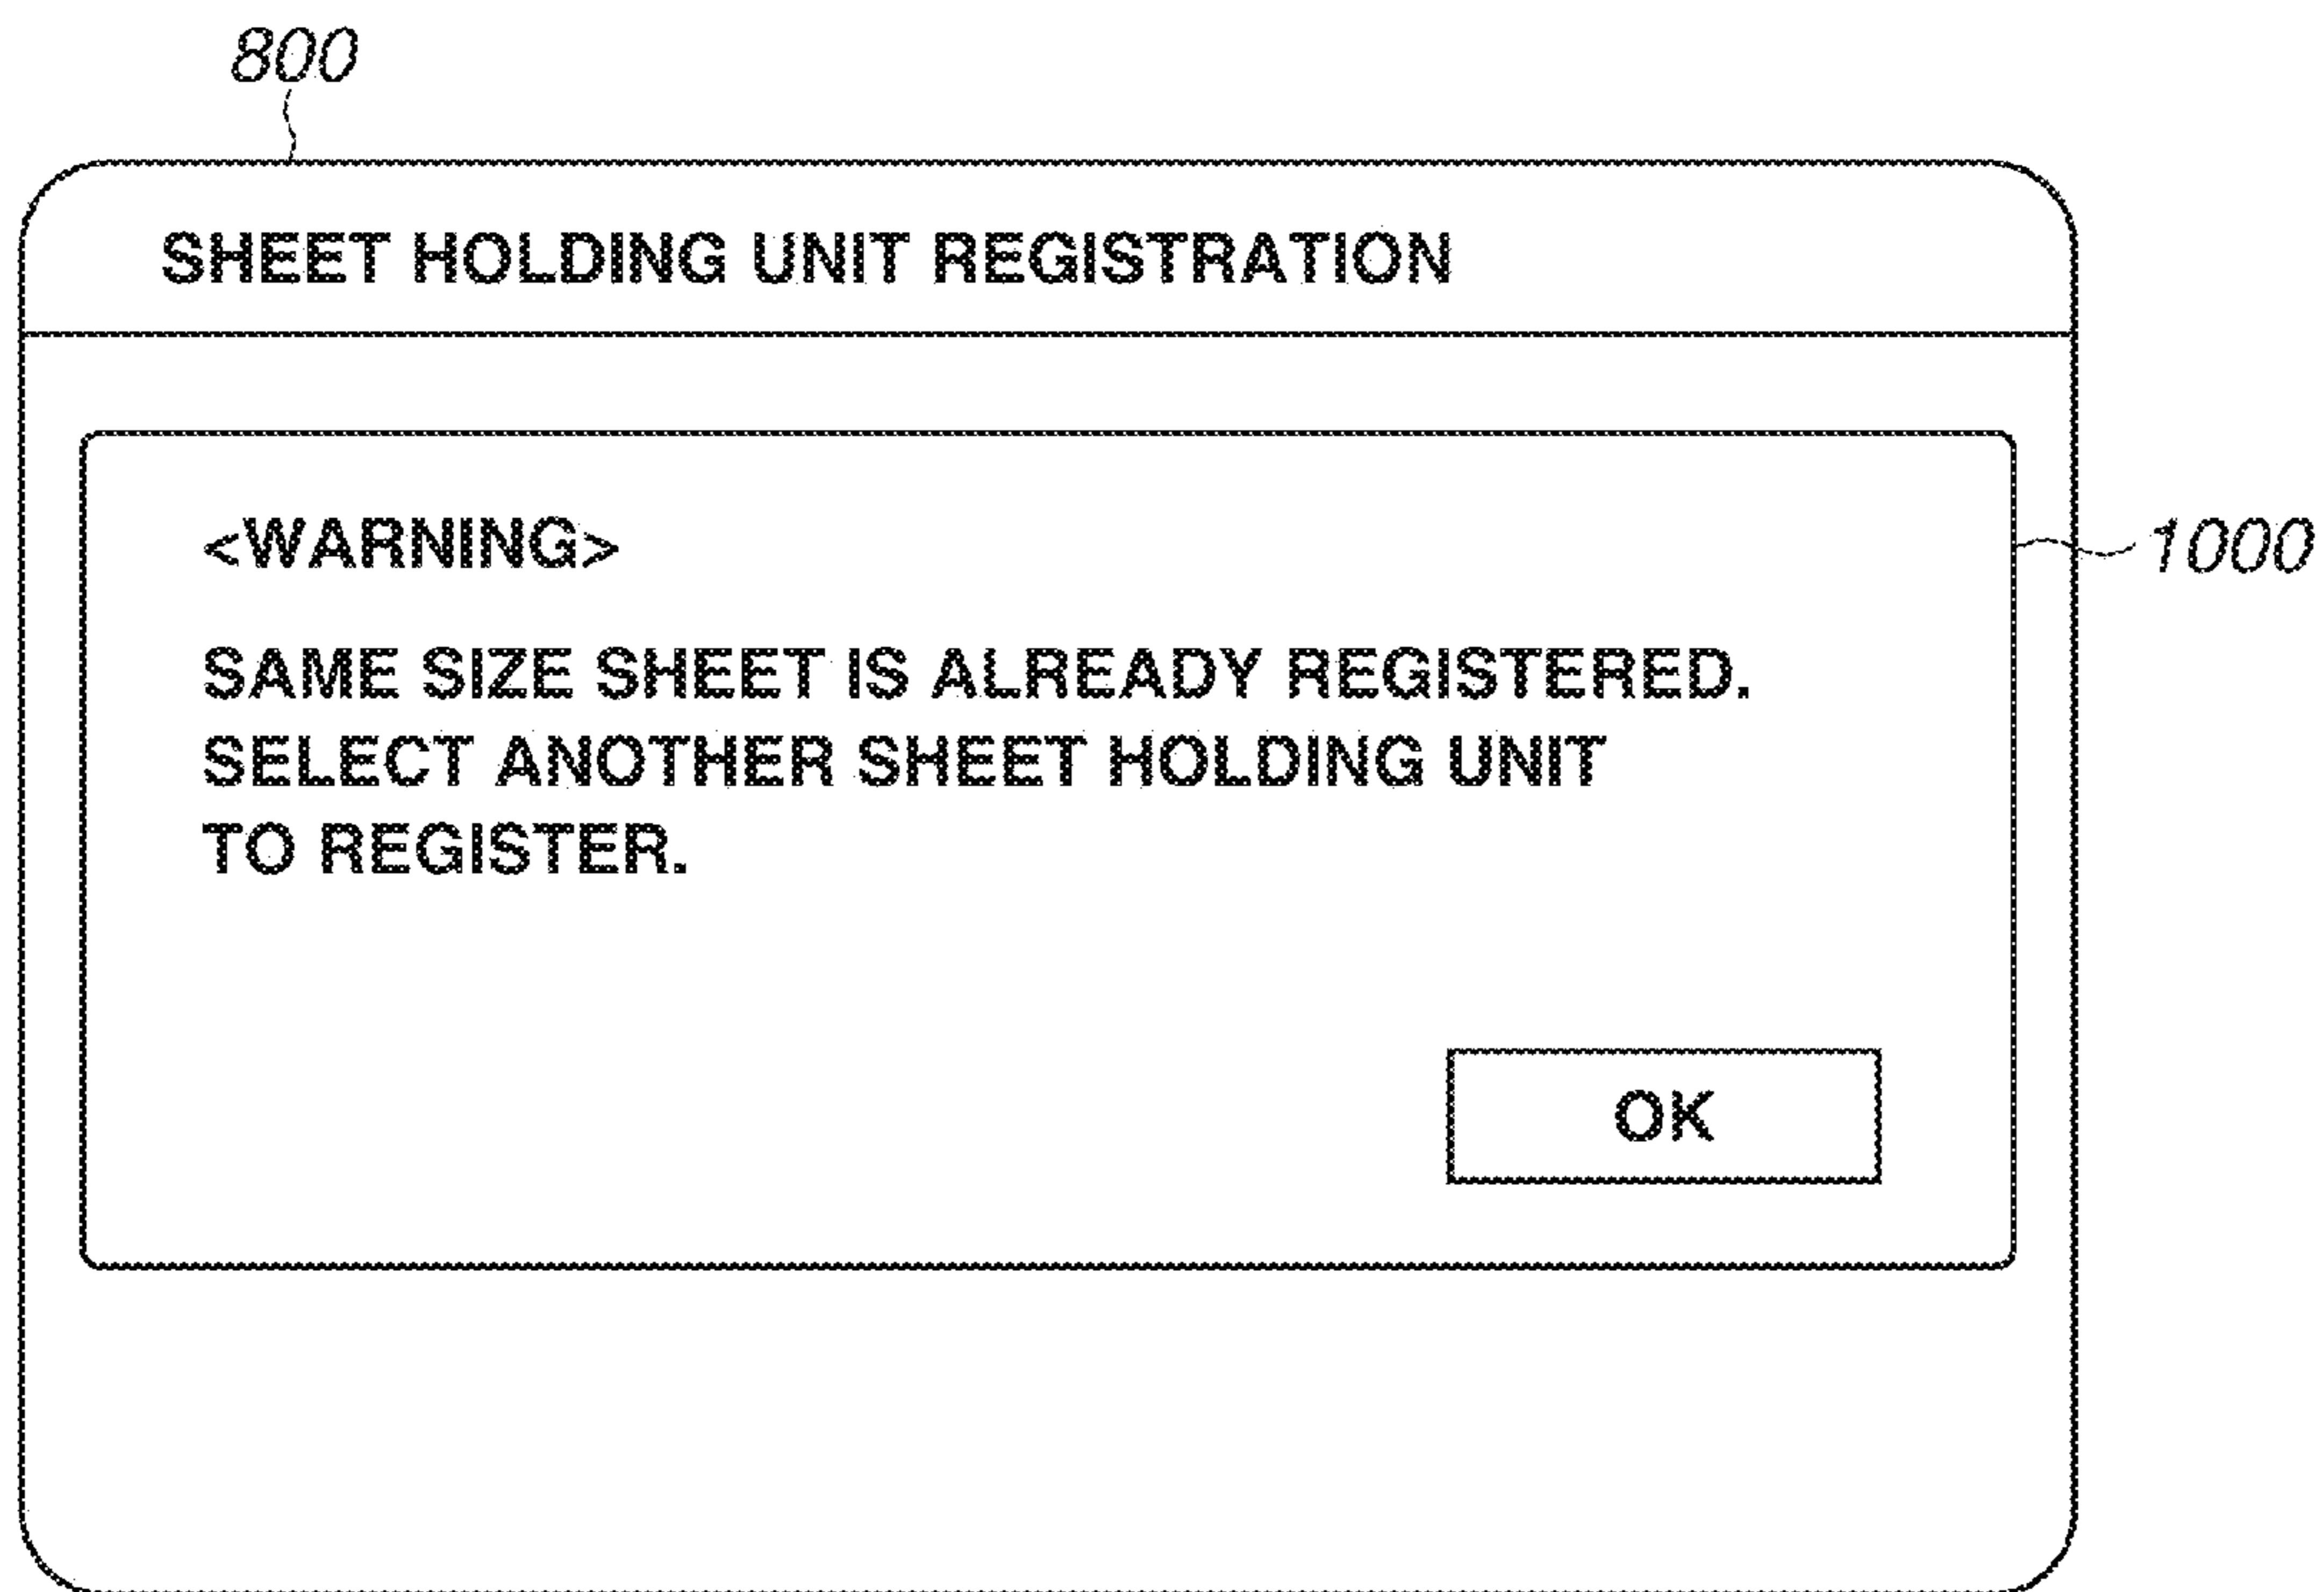 800
SHEET HOLDING UNIT REGISTRATION
<WARNING>
1000
SAME SIZE SHEET IS ALREADY REGISTERED.
SELECT ANOTHER SHEET HOLDING UNIT
TO REGISTER.
OK